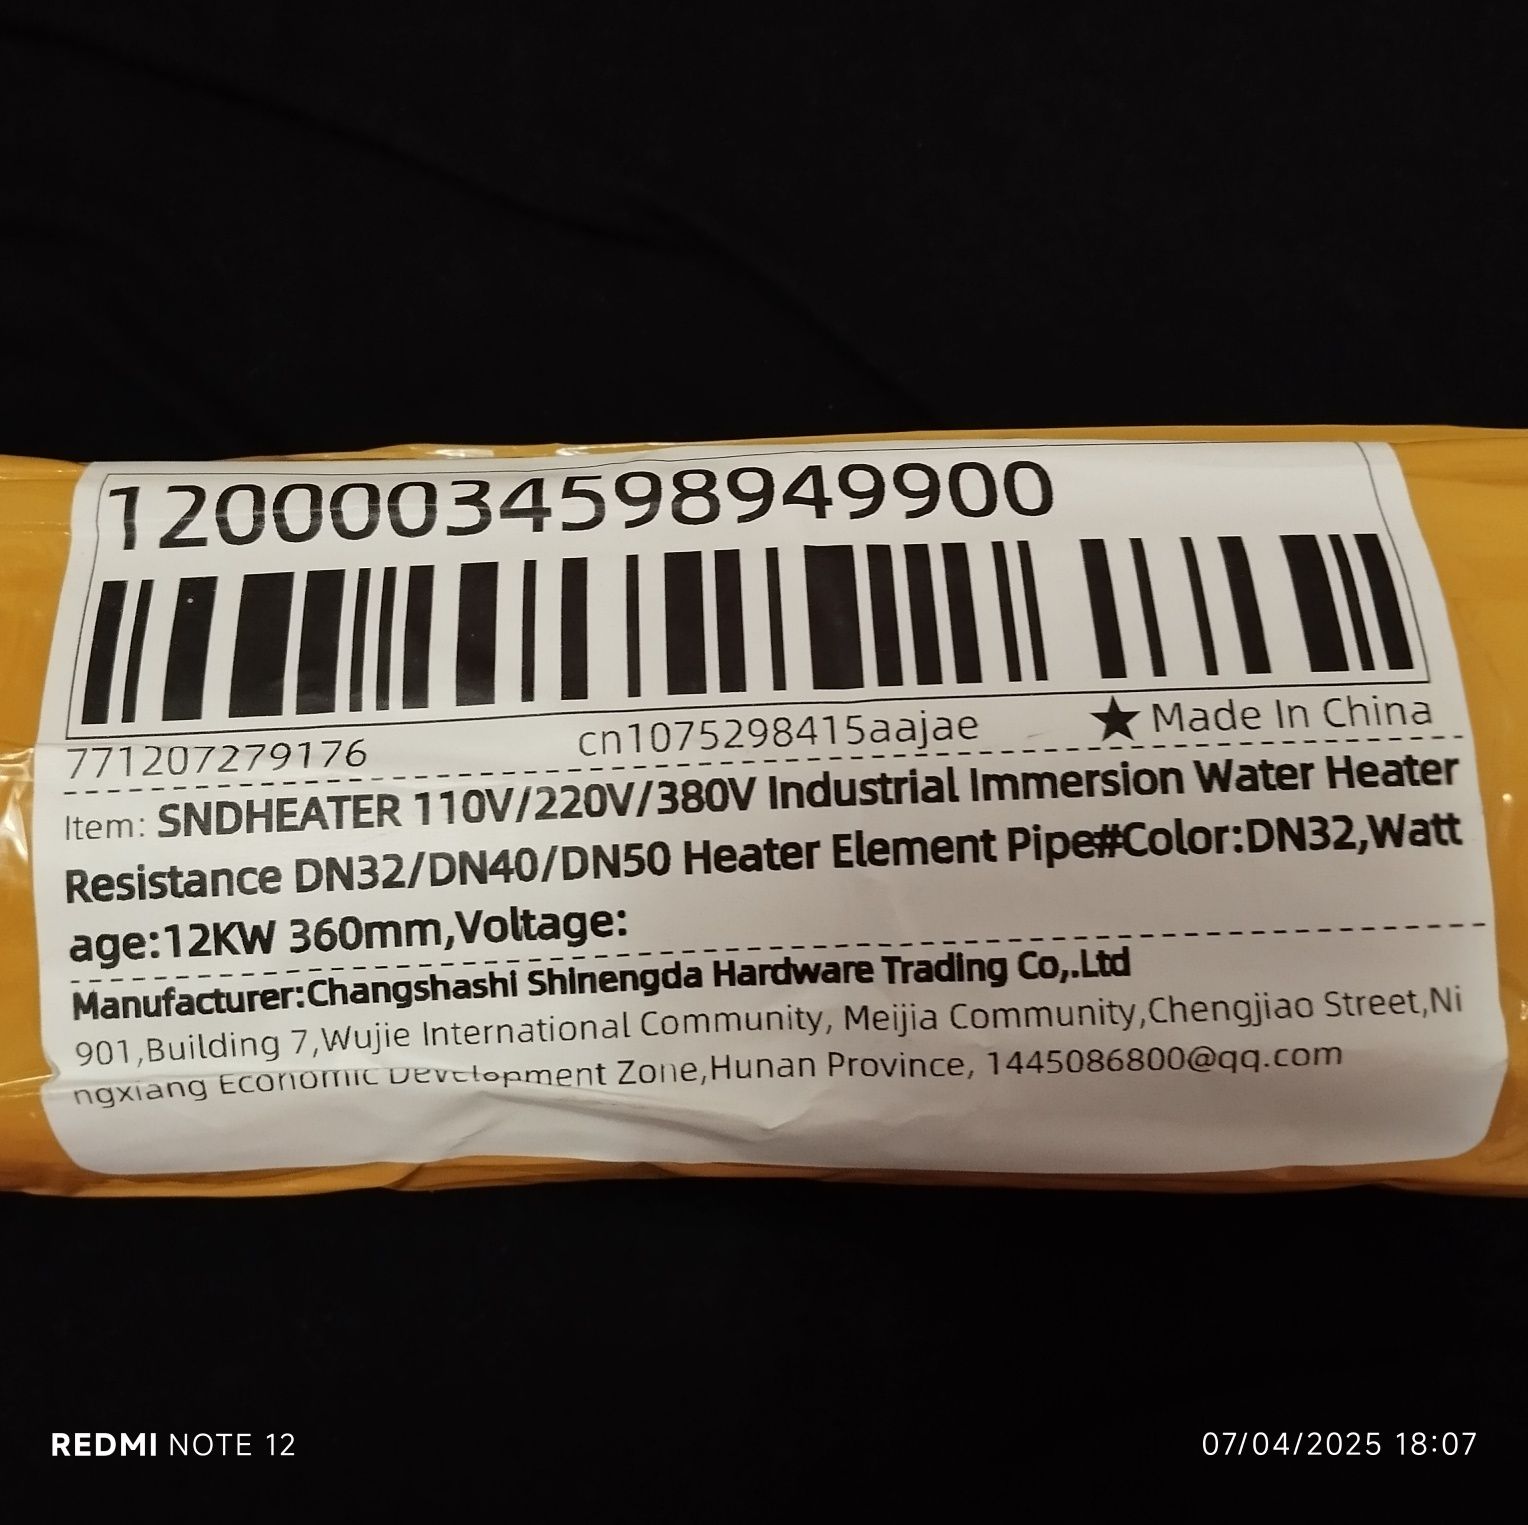 1200003459894990​0
771207279176 cn1075298415aajae ★ Made In China
Item: SNDHEATER 110V/220V/380V Industrial Immersion Water Heater
Resistance DN32/DN40/DN50 Heater Element Pipe#Color:DN32,Watt
age:12KW 360mm,Voltage:
Manufacturer:Changshashi Shinengda Hardware Trading Co,.Ltd
901,Building 7,Wujie International Community, Meijia Community,Chengjiao Street,Ni
ngxiang Economic Development Zone,Hunan Province, 1445086800@qq.com
REDMI NOTE 12
07/04/2025 18:07